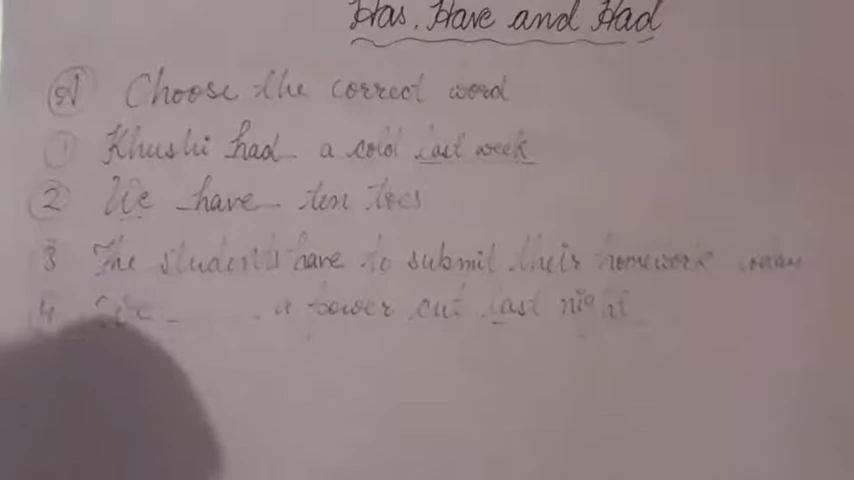 Has, Have and Had
Q1 Choose the correct word
1 Khushi had a cold last week
2 We have ten toes
3 The students have to submit their homework today
4 a power cut last night